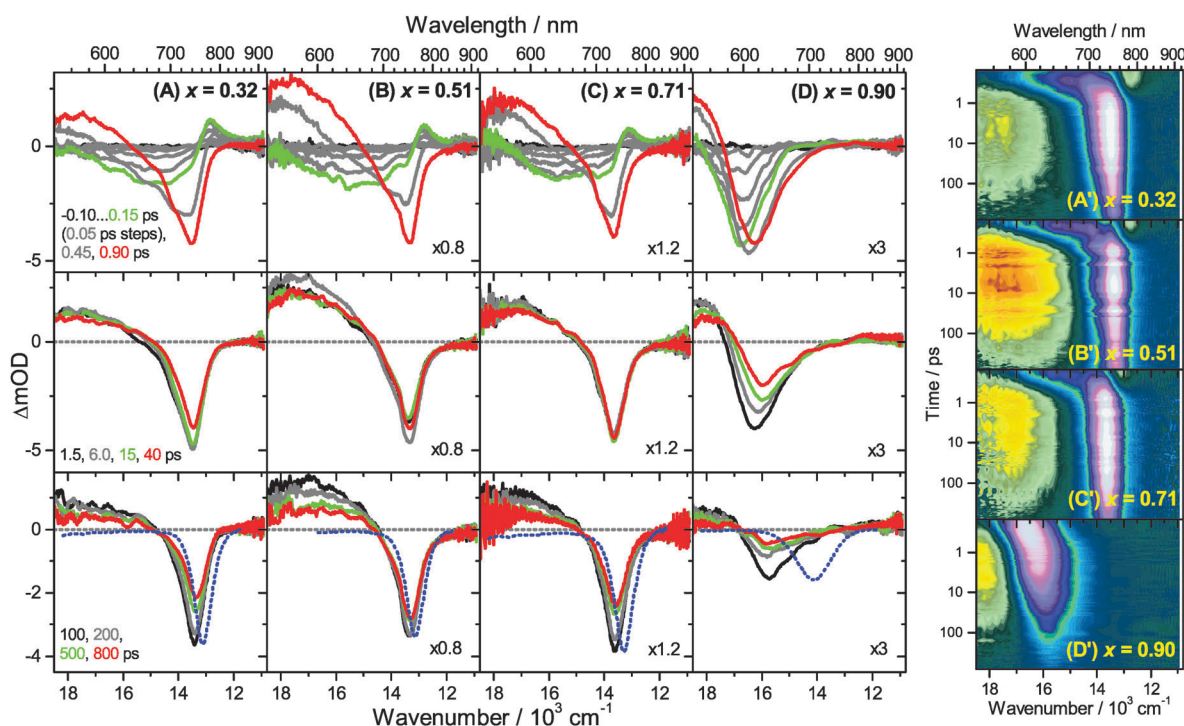 Wavelength / nm
Wavelength / nm
600 700 800 900
600 700 800 900
600 700 800 900
600 700 800 900
600 700 800 900
(A) x = 0.32
(B) x = 0.51
(C) x = 0.71
(D) x = 0.90
0
-0.10...0.15 ps
(0.05 ps steps),
0.45, 0.90 ps
-5
x0.8
x1.2
x3
0
ΔmOD
1.5, 6.0, 15, 40 ps
-5
x0.8
x1.2
x3
0
-2
100, 200,
500, 800 ps
-4
x0.8
x1.2
x3
18 16 14 12
18 16 14 12
18 16 14 12
18 16 14 12
Wavenumber / 10³ cm⁻¹
1
10
100
(A') x = 0.32
1
10
100
(B') x = 0.51
Time / ps
1
10
100
(C') x = 0.71
1
10
100
(D') x = 0.90
18 16 14 12
Wavenumber / 10³ cm⁻¹